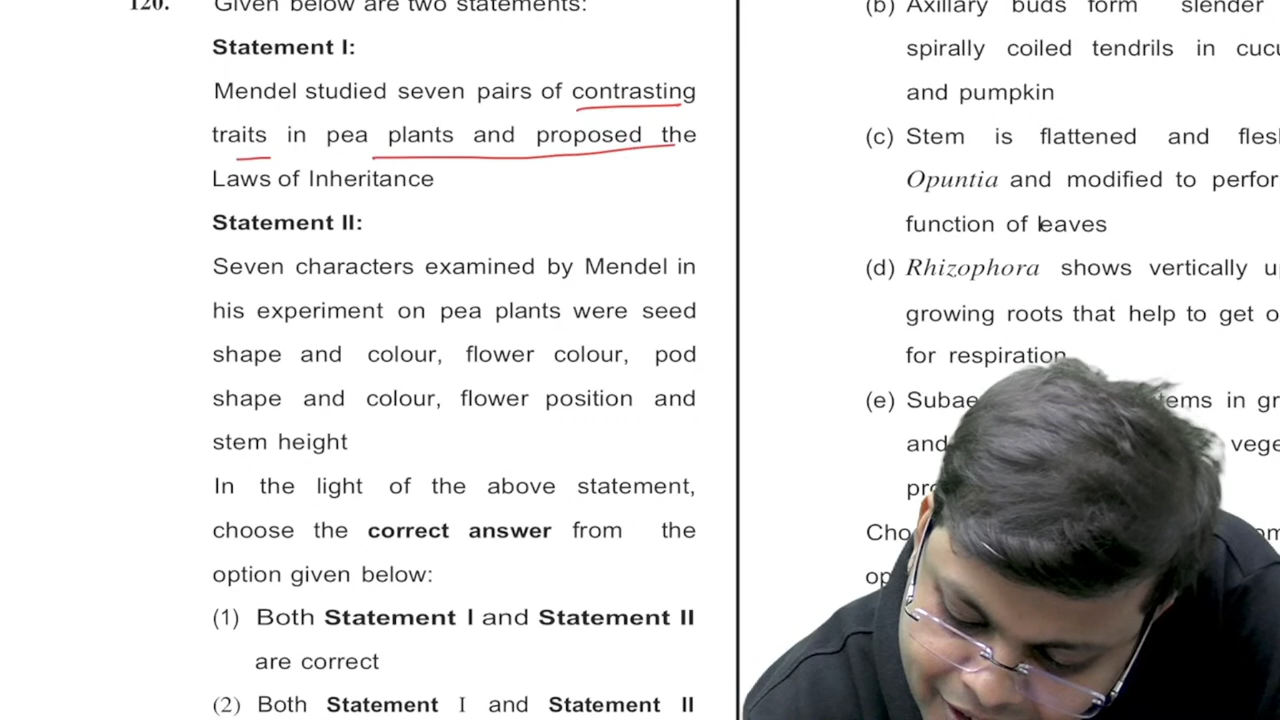 120. Given below are two statements:
Statement I:
Mendel studied seven pairs of contrasting
traits in pea plants and proposed the
Laws of Inheritance
Statement II:
Seven characters examined by Mendel in
his experiment on pea plants were seed
shape and colour, flower colour, pod
shape and colour, flower position and
stem height
In the light of the above statement,
choose the correct answer from the
option given below:
(1) Both Statement I and Statement II
are correct
(2) Both Statement I and Statement II
(b) Axillary buds form slender
spirally coiled tendrils in
and pumpkin
(c) Stem is flattened and
Opuntia and modified to
function of leaves
(d) Rhizophora shows vertically
growing roots that help to get
for respiration
(e) in
and